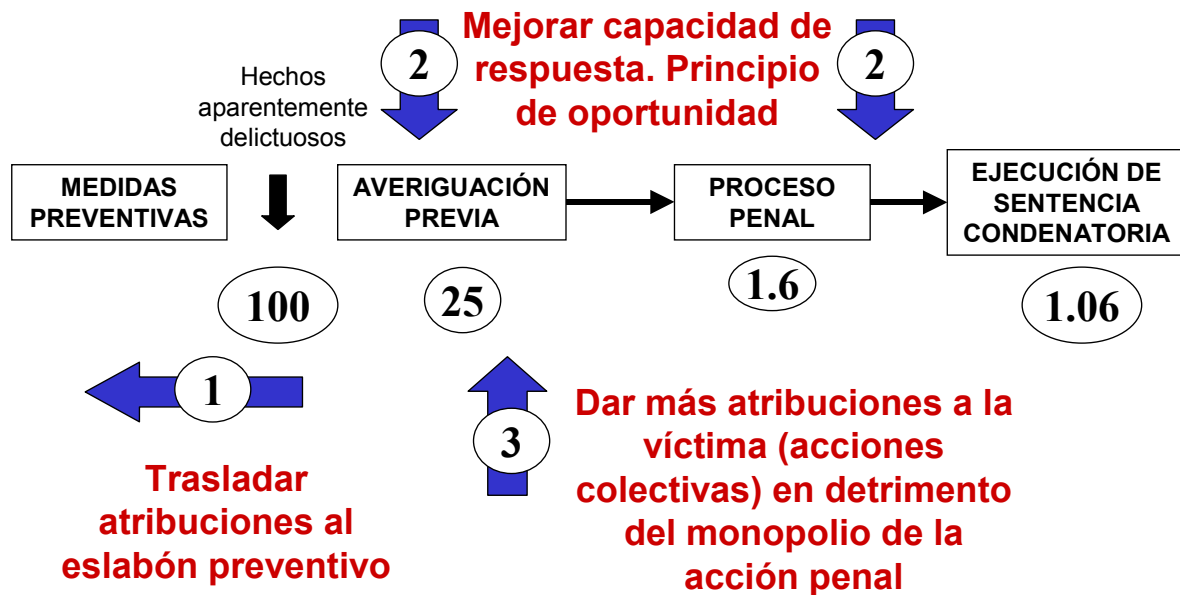 2
Mejorar capacidad de
respuesta. Principio
de oportunidad
2
Hechos
aparentemente
delictuosos
MEDIDAS
PREVENTIVAS
AVERIGUACIÓN
PREVIA
PROCESO
PENAL
EJECUCIÓN DE
SENTENCIA
CONDENATORIA
100
25
1.6
1.06
1
Trasladar
atribuciones al
eslabón preventivo
3
Dar más atribuciones a la
víctima (acciones
colectivas) en detrimento
del monopolio de la
acción penal